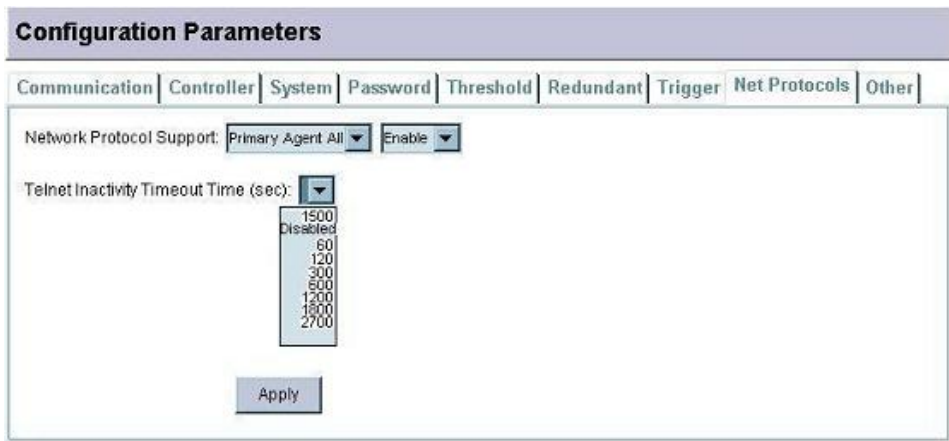 Configuration Parameters
Communication Controller System Password Threshold Redundant Trigger Net Protocols Other
Network Protocol Support: Primary Agent All Enable
Telnet Inactivity Timeout Time (sec):
1500
Disabled
60
120
300
600
1200
1800
2700
Apply